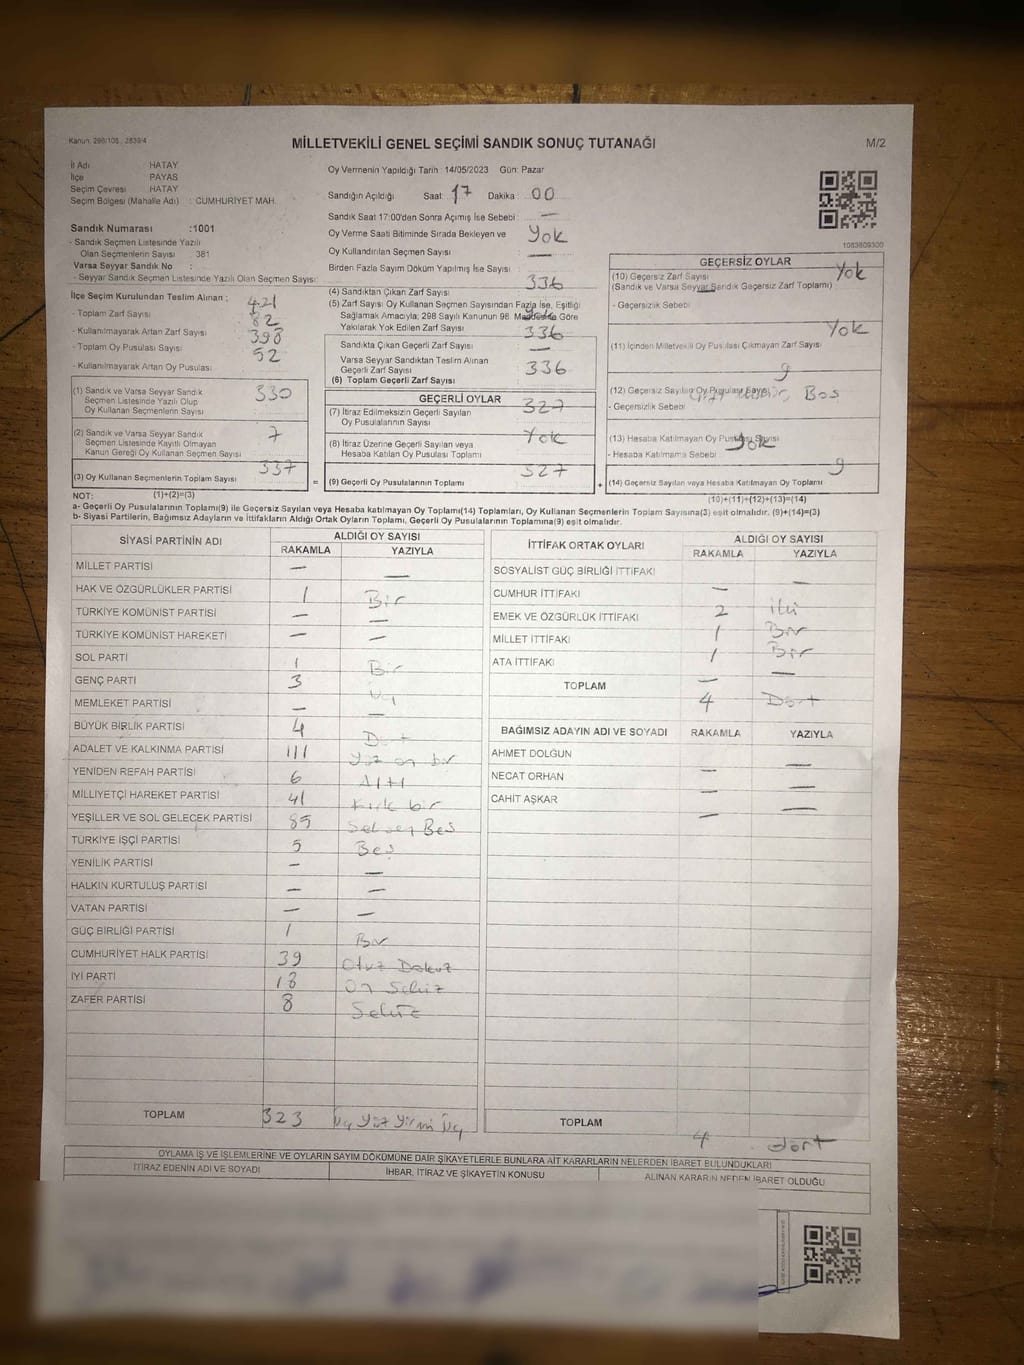 Kanun: 298/105 , 2839/4
MİLLETVEKİLİ GENEL SEÇİMİ SANDIK SONUÇ TUTANAĞI
M/2
İl Adı : HATAY
İlçe : PAYAS
Seçim Çevresi : HATAY
Seçim Bölgesi (Mahalle Adı) : CUMHURİYET MAH.
Sandık Numarası :1001
- Sandık Seçmen Listesinde Yazılı
Olan Seçmenlerin Sayısı : 381
Varsa Seyyar Sandık No :
- Seyyar Sandık Listesinde Yazılı Olan Seçmen Sayısı:
Oy Vermenin Yapıldığı Tarih : 14/05/2023 Gün: Pazar
Sandığın Açıldığı Saat: 17 Dakika : 00
Sandık Saat 17:00'den Sonra Açımış İse Sebebi : —
Oy Verme Saati Bitiminde Sırada Bekleyen ve Yok
Oy Kullandırılan Seçmen Sayısı : —
Birden Fazla Sayım Döküm Yapılmış İse Sayısı :
1083809300
İlçe Seçim Kurulundan Teslim Alınan :
- Toplam Zarf Sayısı : 421
- Kullanılmayarak Artan Zarf Sayısı : 82
- Toplam Oy Pusulası Sayısı : 390
- Kullanılmayarak Artan Oy Pusulası : 52
(1) Sandık ve Varsa Seyyar Sandık 330
Seçmen Listesinde Yazılı Olup
Oy Kullanan Seçmenlerin Sayısı
(2) Sandık ve Varsa Seyyar Sandık 7
Seçmen Listesinde Kayıtlı Olmayan
Kanun Gereği Oy Kullanan Seçmen Sayısı
(3) Oy Kullanan Seçmenlerin Toplam Sayısı 337
(4) Sandıktan Çıkan Zarf Sayısı : 336
(5) Zarf Sayısı Oy Kullanan Seçmen Sayısından Fazla İse, Eşitliği
Sağlamak Amacıyla; 298 Sayılı Kanunun 98. Maddesine Göre
Yakılarak Yok Edilen Zarf Sayısı : Yok
Sandıkta Çıkan Geçerli Zarf Sayısı : 336
Varsa Seyyar Sandıktan Teslim Alınan —
Geçerli Zarf Sayısı :
(6) Toplam Geçerli Zarf Sayısı : 336
GEÇERLİ OYLAR
(7) İtiraz Edilmeksizin Geçerli Sayılan 327
Oy Pusulasının Sayısı
(8) İtiraz Üzerine Geçerli Sayılan veya Yok
Hesaba Katılan Oy Pusulası Toplamı
= (9) Geçerli Oy Pusulalarının Toplamı 327
GEÇERSİZ OYLAR
(10) Geçersiz Zarf Sayısı Yok
(Sandık ve Varsa Seyyar Sandık Geçersiz Zarf Toplamı)
- Geçersizlik Sebebi :
(11) İçinden Milletvekili Oy Pusulası Çıkmayan Zarf Sayısı Yok
(12) Geçersiz Sayılan Oy Pusulası Sayısı 9
- Geçersizlik Sebebi Boş
(13) Hesaba Katılmayan Oy Pusulası Sayısı Yok
- Hesaba Katılmama Sebebi
+ (14) Geçersiz Sayılan veya Hesaba Katılmayan Oy Toplamı 9
NOT: (1)+(2)=(3)
(10)+(11)+(12)+(13)=(14)
a- Geçerli Oy Pusulalarının Toplamı(9) ile Geçersiz Sayılan veya Hesaba katılmayan Oy Toplamı(14) Toplamları, Oy Kullanan Seçmenlerin Toplam Sayısına(3) eşit olmalıdır. (9)+(14)=(3)
b- Siyasi Partilerin, Bağımsız Adayların ve İttifakların Aldığı Ortak Oyların Toplamı, Geçerli Oy Pusulalarının Toplamına(9) eşit olmalıdır.
SİYASİ PARTİNİN ADI ALDIĞI OY SAYISI
RAKAMLA YAZIYLA
MİLLET PARTİSİ — —
HAK VE ÖZGÜRLÜKLER PARTİSİ 1 Bir
TÜRKİYE KOMÜNİST PARTİSİ — —
TÜRKİYE KOMÜNİST HAREKETİ — —
SOL PARTİ 1 Bir
GENÇ PARTİ 3 Üç
MEMLEKET PARTİSİ — —
BÜYÜK BİRLİK PARTİSİ 4 Dört
ADALET VE KALKINMA PARTİSİ 111 Yüz on bir
YENİDEN REFAH PARTİSİ 6 Altı
MİLLİYETÇİ HAREKET PARTİSİ 41 Kırk bir
YEŞİLLER VE SOL GELECEK PARTİSİ 85 Seksen Beş
TÜRKİYE İŞÇİ PARTİSİ 5 Beş
YENİLİK PARTİSİ — —
HALKIN KURTULUŞ PARTİSİ — —
VATAN PARTİSİ — —
GÜÇ BİRLİĞİ PARTİSİ 1 Bir
CUMHURİYET HALK PARTİSİ 39 Otuz Dokuz
İYİ PARTİ 18 On Sekiz
ZAFER PARTİSİ 8 Sekiz
TOPLAM 323 Üç Yüz Yirmi Üç
İTTİFAK ORTAK OYLARI ALDIĞI OY SAYISI
RAKAMLA YAZIYLA
SOSYALİST GÜÇ BİRLİĞİ İTTİFAKI — —
CUMHUR İTTİFAKI 2 İki
EMEK VE ÖZGÜRLÜK İTTİFAKI 1 Bir
MİLLET İTTİFAKI 1 Bir
ATA İTTİFAKI — —
TOPLAM 4 Dört
BAĞIMSIZ ADAYIN ADI VE SOYADI RAKAMLA YAZIYLA
AHMET DOLGUN — —
NECAT ORHAN — —
CAHİT AŞKAR — —
TOPLAM 4 dört
OYLAMA İŞ VE İŞLEMLERİNE VE OYLARIN SAYIM DÖKÜMÜNE DAİR ŞİKAYETLERLE BUNLARA AİT KARARLARIN NELERDEN İBARET BULUNDUKLARI
İTİRAZ EDENİN ADI VE SOYADI İHBAR, İTİRAZ VE ŞİKAYETİN KONUSU ALINAN KARARIN NEDEN İBARET OLDUĞU